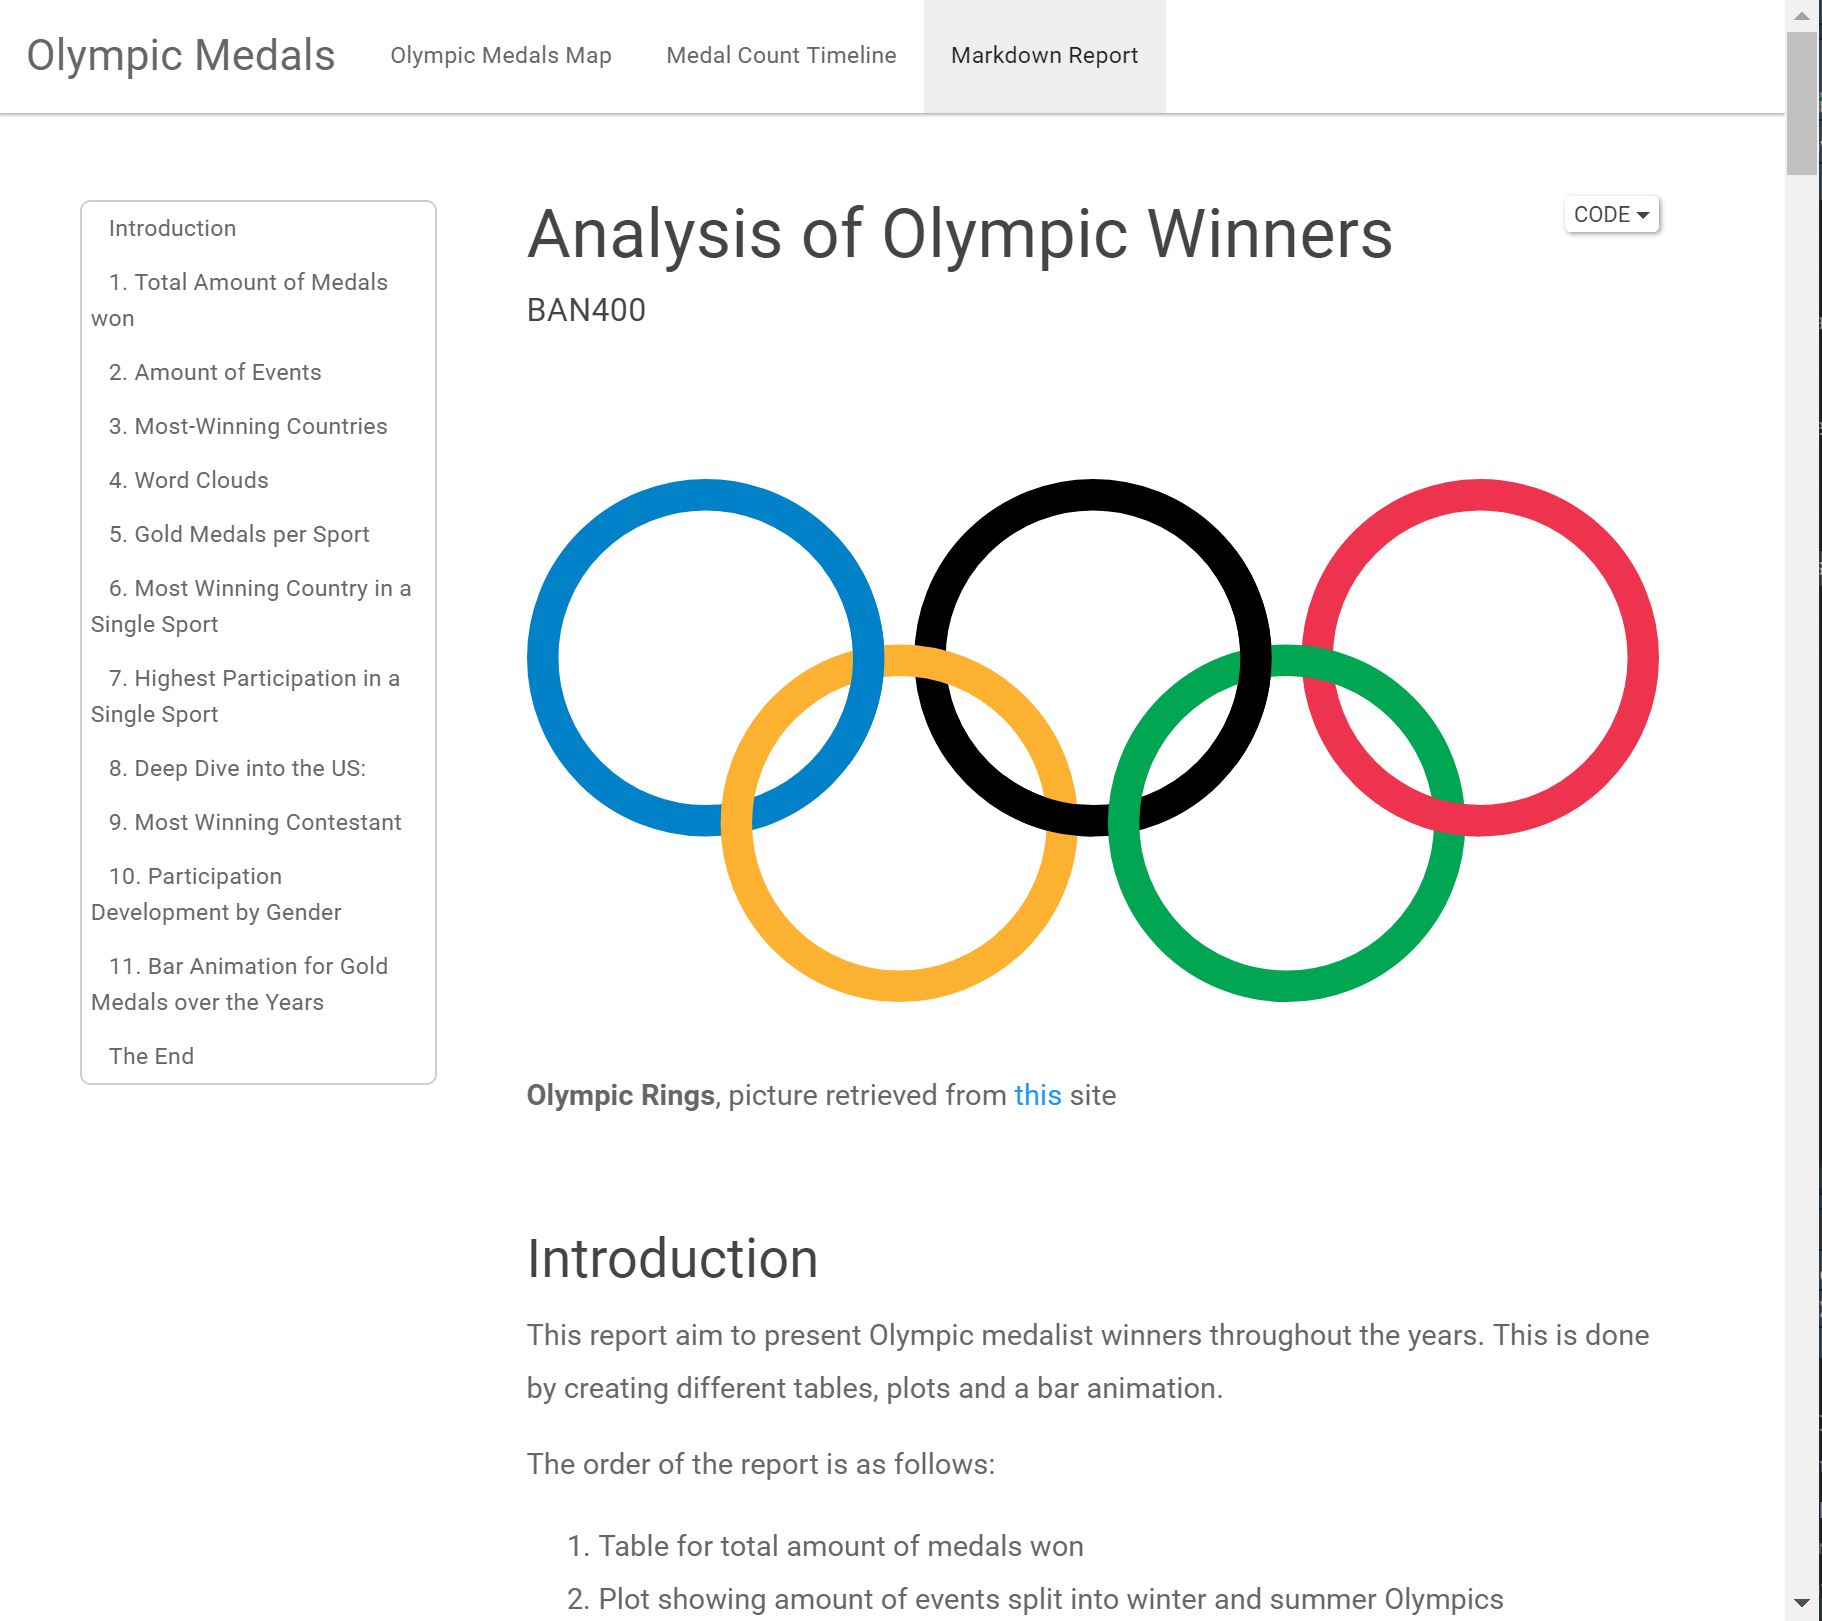 Olympic Medals
Olympic Medals Map
Medal Count Timeline
Markdown Report
Introduction
1. Total Amount of Medals
won
2. Amount of Events
3. Most-Winning Countries
4. Word Clouds
5. Gold Medals per Sport
6. Most Winning Country in a
Single Sport
7. Highest Participation in a
Single Sport
8. Deep Dive into the US:
9. Most Winning Contestant
10. Participation
Development by Gender
11. Bar Animation for Gold
Medals over the Years
The End
Analysis of Olympic Winners
CODE
BAN400
Olympic Rings, picture retrieved from this site
Introduction
This report aim to present Olympic medalist winners throughout the years. This is done
by creating different tables, plots and a bar animation.
The order of the report is as follows:
1. Table for total amount of medals won
2. Plot showing amount of events split into winter and summer Olympics